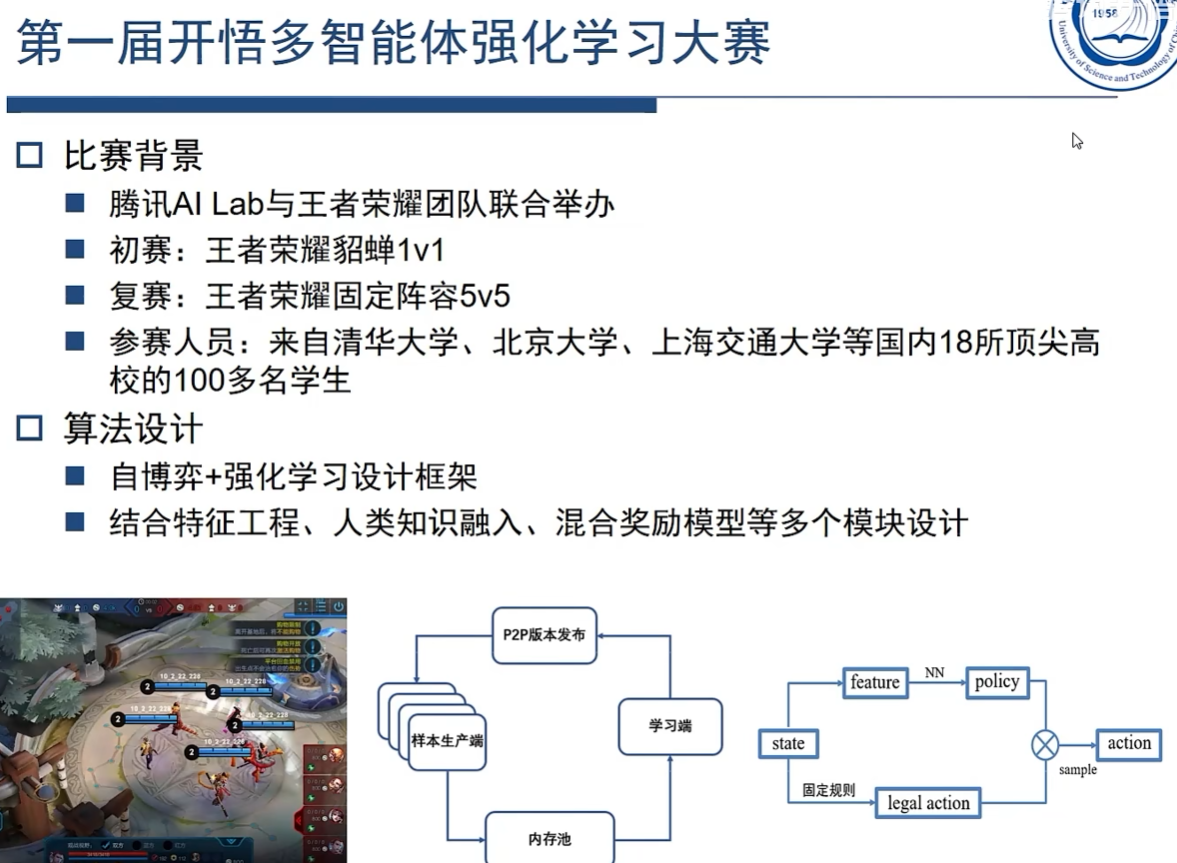 第一届开悟多智能体强化学习大赛
1958
University of Science and Technology of
比赛背景
腾讯AI Lab与王者荣耀团队联合举办
初赛：王者荣耀貂蝉1v1
复赛：王者荣耀固定阵容5v5
参赛人员：来自清华大学、北京大学、上海交通大学等国内18所顶尖高
校的100多名学生
算法设计
自博弈+强化学习设计框架
结合特征工程、人类知识融入、混合奖励模型等多个模块设计
P2P版本发布
样本生产端
学习端
内存池
state
feature
NN
policy
固定规则
legal action
sample
action